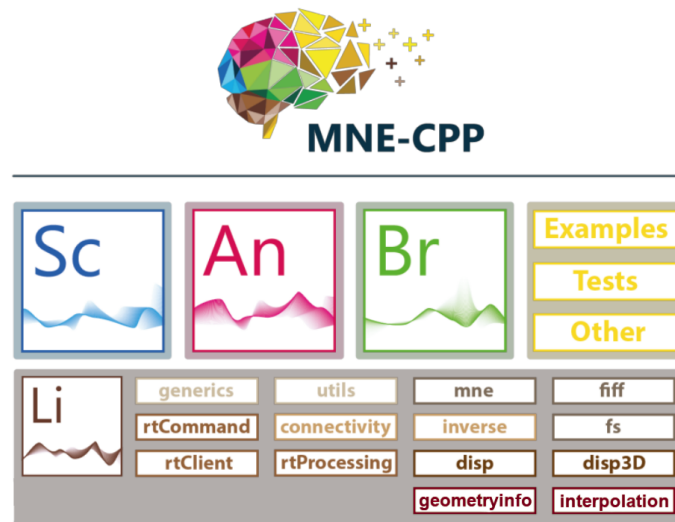 MNE-CPP
Sc
An
Br
Examples
Tests
Other
Li
generics
utils
mne
fiff
rtCommand
connectivity
inverse
fs
rtClient
rtProcessing
disp
disp3D
geometryinfo
interpolation